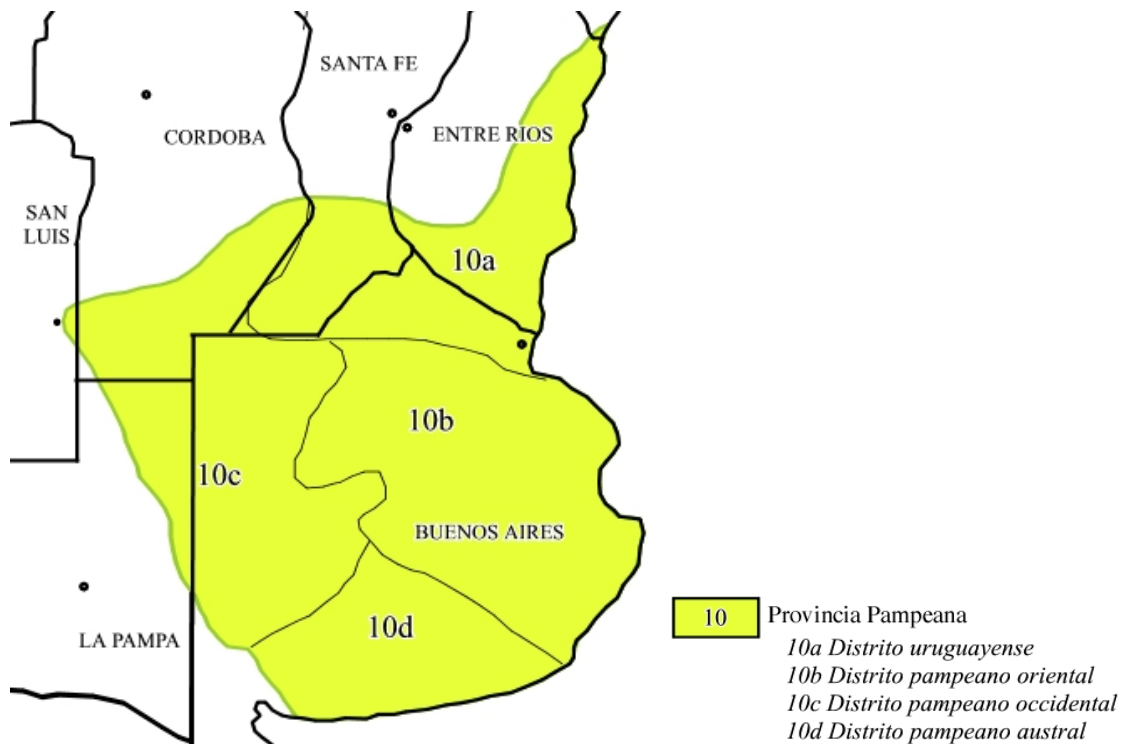 SANTA FE
CORDOBA
ENTRE RIOS
SAN
LUIS
10a
10b
10c
BUENOS AIRES
10d
LA PAMPA
10 Provincia Pampeana
10a Distrito uruguayense
10b Distrito pampeano oriental
10c Distrito pampeano occidental
10d Distrito pampeano austral